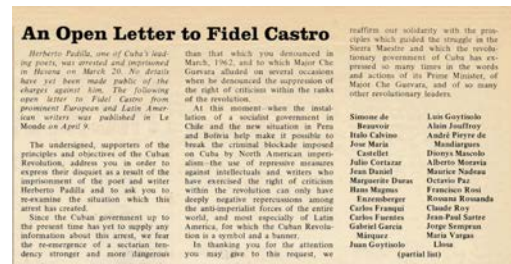 An Open Letter to Fidel Castro
Herberto Padilla, one of Cuba's lead-
ing poets, was arrested and imprisoned
in Havana on March 20. No details
have yet been made public of the
charges against him. The following
open letter to Fidel Castro from
prominent European and Latin Amer-
ican writers was published in Le
Monde on April 9.
The undersigned, supporters of the
principles and objectives of the Cuban
Revolution, address you in order to
express their disquiet as a result of the
imprisonment of the poet and writer
Herberto Padilla and to ask you to
re-examine the situation which this
arrest has created.
Since the Cuban government up to
the present time has yet to supply any
information about this arrest, we fear
the re-emergence of a sectarian ten-
dency stronger and more dangerous
than that which you denounced in
March, 1962, and to which Major Che
Guevara alluded on several occasions
when he denounced the suppression of
the right of criticism within the ranks
of the revolution.
At this moment—when the instal-
lation of a socialist government in
Chile and the new situation in Peru
and Bolivia help make it possible to
break the criminal blockade imposed
on Cuba by North American imperi-
alism—the use of repressive measures
against intellectuals and writers who
have exercised the right of criticism
within the revolution can only have
deeply negative repercussions among
the anti-imperialist forces of the entire
world, and most especially of Latin
America, for which the Cuban Revolu-
tion is a symbol and a banner.
In thanking you for the attention
you may give to this request, we
reaffirm our solidarity with the prin-
ciples which guided the struggle in the
Sierra Maestre and which the revolu-
tionary government of Cuba has ex-
pressed so many times in the words
and actions of its Prime Minister, of
Major Che Guevara, and of so many
other revolutionary leaders.
Simone de
Beauvoir
Italo Calvino
Jose Maria
Castellet
Julio Cortazar
Jean Daniel
Marguerite Duras
Hans Magnus
Enzensberger
Carlos Franqui
Carlos Fuentes
Gabriel Garcia
Márquez
Juan Goytisolo
Luis Goytisolo
Alain Jouffroy
André Pierre de
Mandiargues
Dionys Mascolo
Alberto Moravia
Maurice Nadeau
Octavio Paz
Francisco Rosi
Rossana Rossanda
Claude Roy
Jean-Paul Sartre
Jorge Semprun
Maria Vargas
Llosa
(partial list)